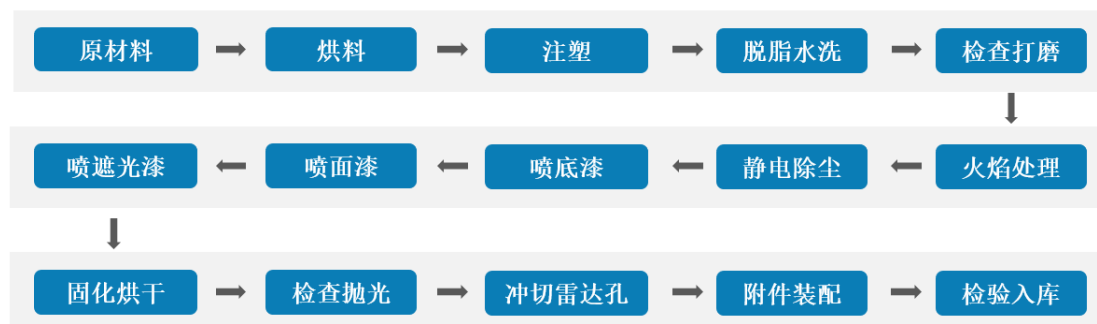 原材料
烘料
注塑
脱脂水洗
检查打磨
火焰处理
静电除尘
喷底漆
喷面漆
喷遮光漆
固化烘干
检查抛光
冲切雷达孔
附件装配
检验入库